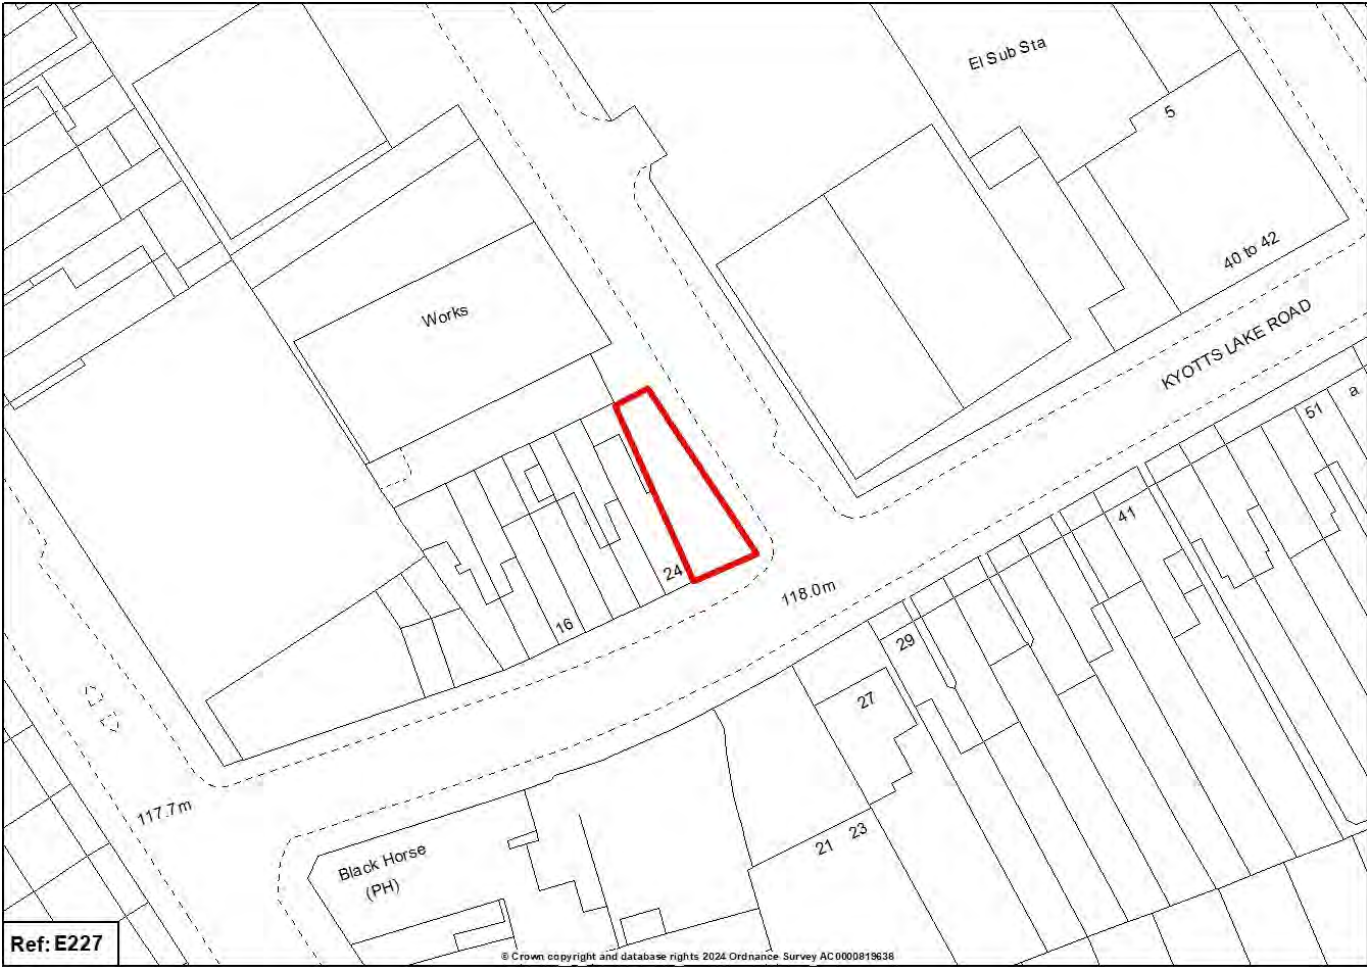 El Sub Sta
5
40 to 42
Works
KYOTTS LAKE ROAD
51
a
41
24
118.0m
16
29
27
117.7m
21
23
Black Horse
(PH)
Ref: E227
© Crown copyright and database rights 2024 Ordnance Survey AC0000819636